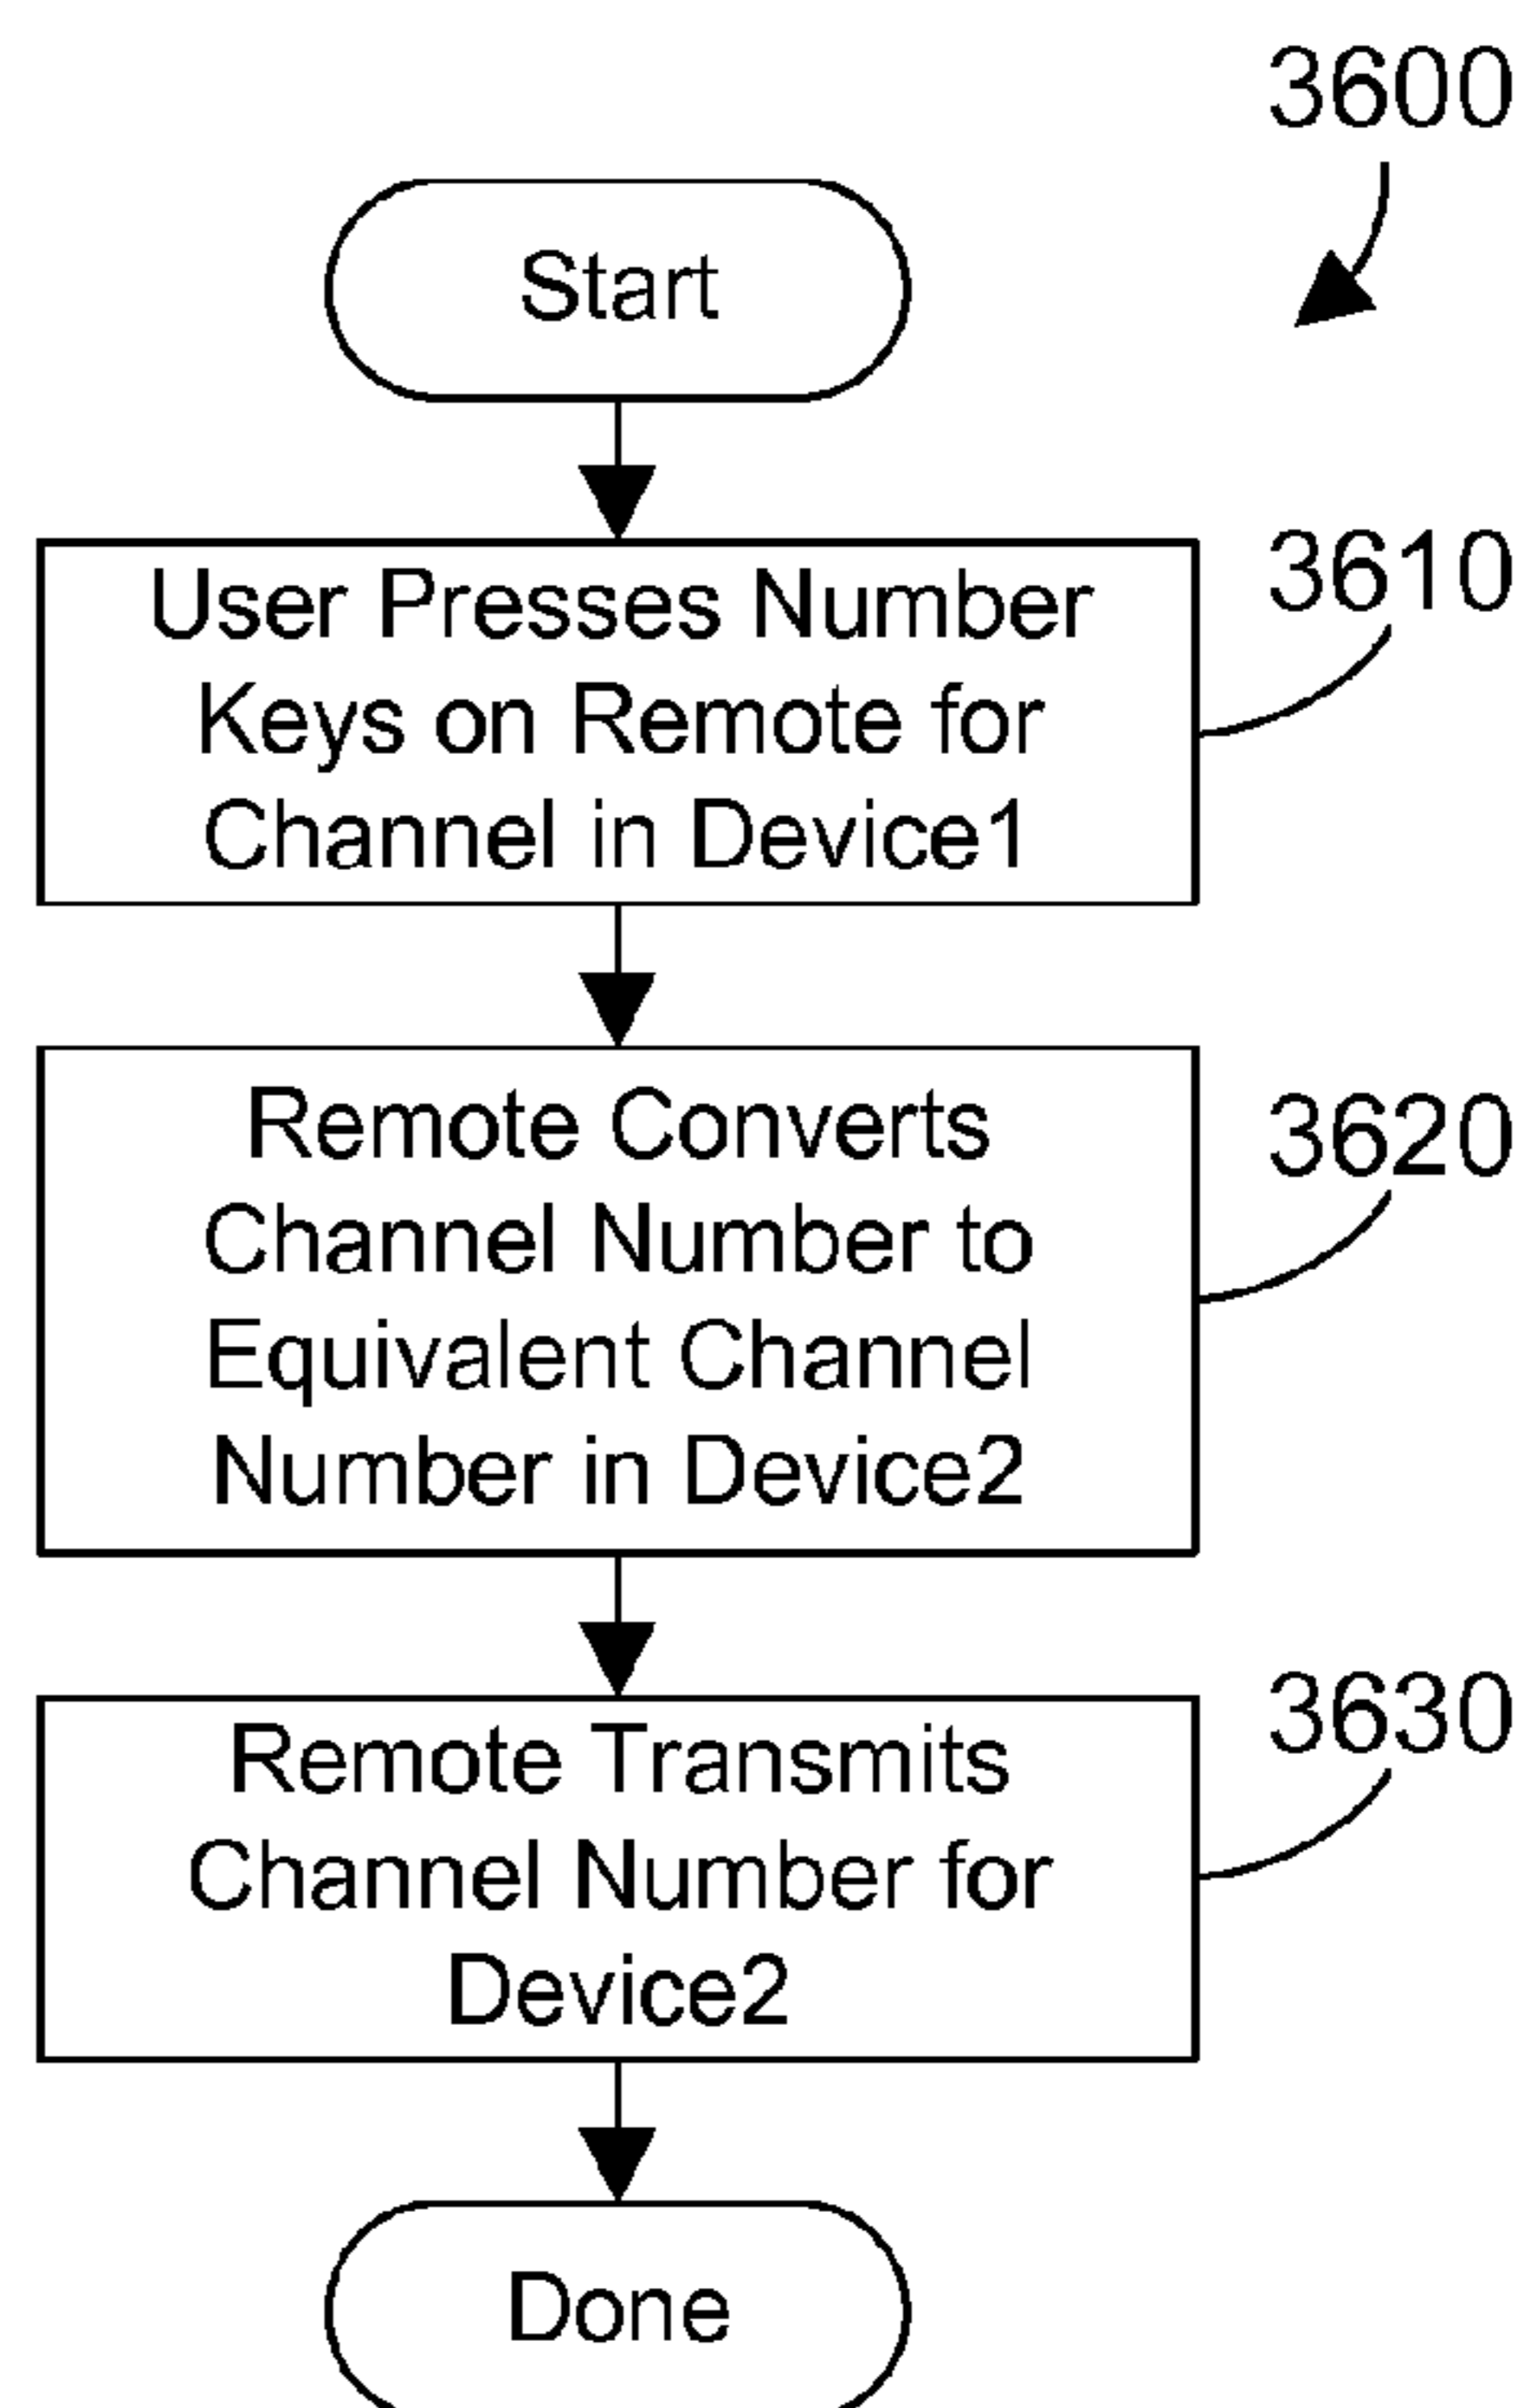 3600
Start
User Presses Number
Keys on Remote for
Channel in Device1
3610
Remote Converts
Channel Number to
Equivalent Channel
Number in Device2
3620
Remote Transmits
Channel Number for
Device2
3630
Done